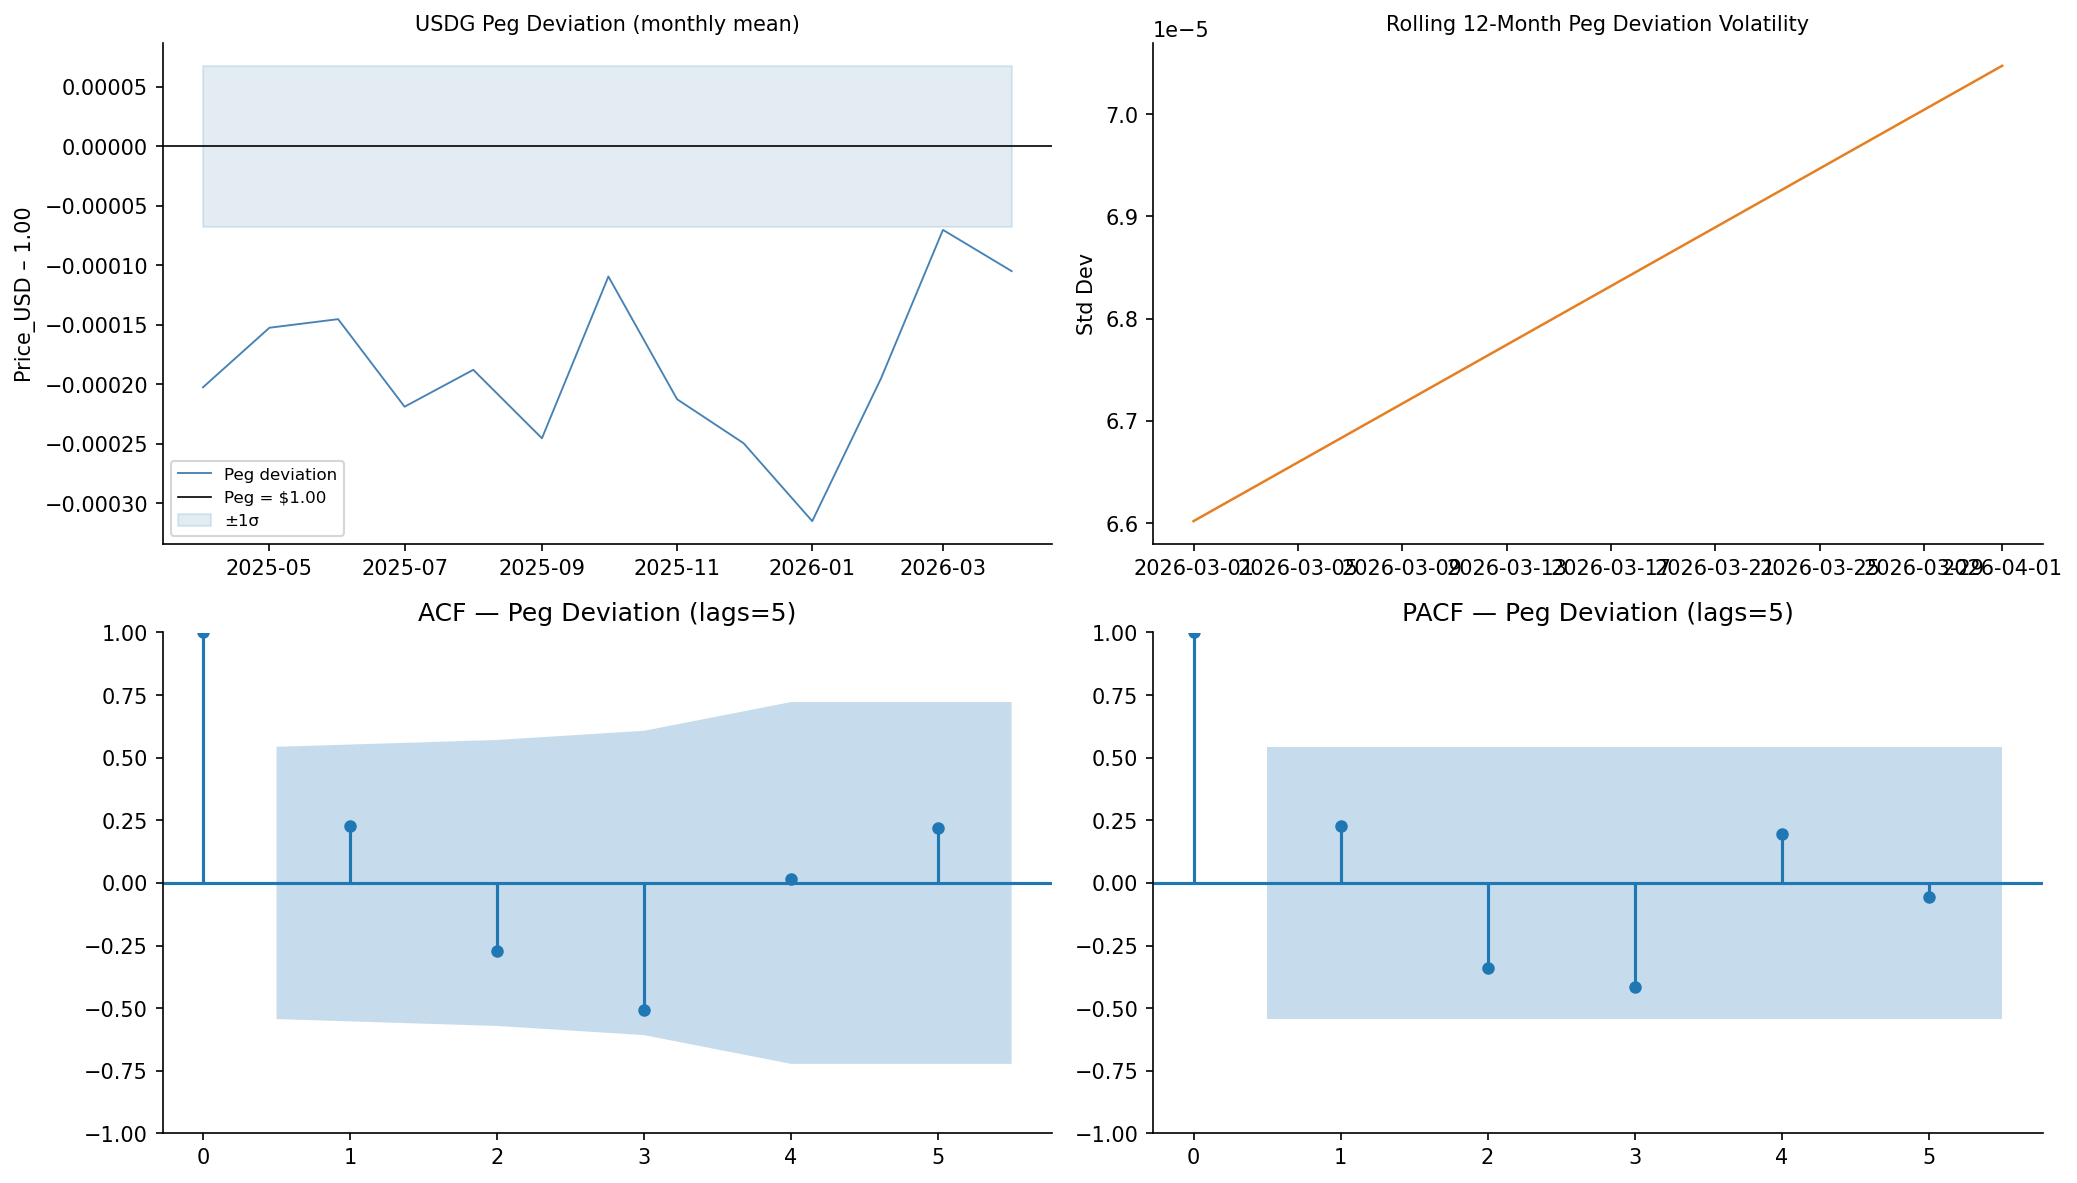 USDG Peg Deviation (monthly mean)
Price_USD – 1.00
0.00005
0.00000
−0.00005
−0.00010
−0.00015
−0.00020
−0.00025
−0.00030
Peg deviation
Peg = $1.00
±1σ
2025-05 2025-07 2025-09 2025-11 2026-01 2026-03
Rolling 12-Month Peg Deviation Volatility
1e−5
Std Dev
7.0
6.9
6.8
6.7
6.6
2026-03-01 2026-03-05 2026-03-09 2026-03-13 2026-03-17 2026-03-21 2026-03-25 2026-03-29 2026-04-01
ACF — Peg Deviation (lags=5)
1.00
0.75
0.50
0.25
0.00
−0.25
−0.50
−0.75
−1.00
0 1 2 3 4 5
PACF — Peg Deviation (lags=5)
1.00
0.75
0.50
0.25
0.00
−0.25
−0.50
−0.75
−1.00
0 1 2 3 4 5